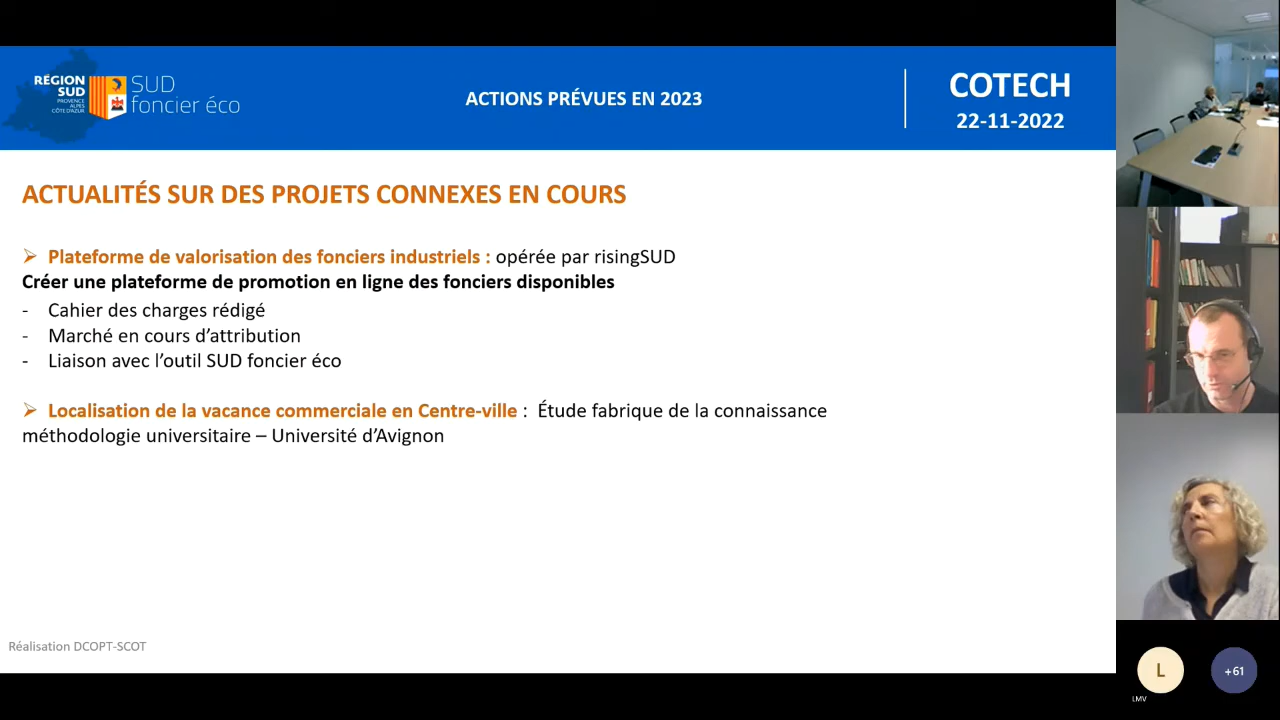 RÉGION
SUD
PROVENCE
ALPES
CÔTE D'AZUR
SUD
foncier éco
ACTIONS PRÉVUES EN 2023
COTECH
22-11-2022
ACTUALITÉS SUR DES PROJETS CONNEXES EN COURS
➢ Plateforme de valorisation des fonciers industriels : opérée par risingSUD
Créer une plateforme de promotion en ligne des fonciers disponibles
- Cahier des charges rédigé
- Marché en cours d’attribution
- Liaison avec l’outil SUD foncier éco
➢ Localisation de la vacance commerciale en Centre-ville : Étude fabrique de la connaissance
méthodologie universitaire – Université d’Avignon
Réalisation DCOPT-SCOT
L
+61
LMV